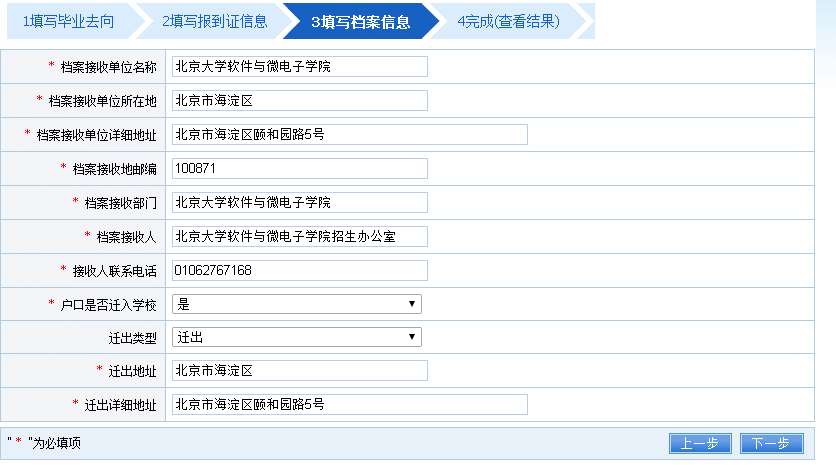 1填写毕业去向 2填写报到证信息 3填写档案信息 4完成(查看结果)
* 档案接收单位名称 北京大学软件与微电子学院
* 档案接收单位所在地 北京市海淀区
* 档案接收单位详细地址 北京市海淀区颐和园路5号
* 档案接收地邮编 100871
* 档案接收部门 北京大学软件与微电子学院
* 档案接收人 北京大学软件与微电子学院招生办公室
* 接收人联系电话 01062767168
* 户口是否迁入学校 是
迁出类型 迁出
* 迁出地址 北京市海淀区
* 迁出详细地址 北京市海淀区颐和园路5号
" * "为必填项 上一步 下一步